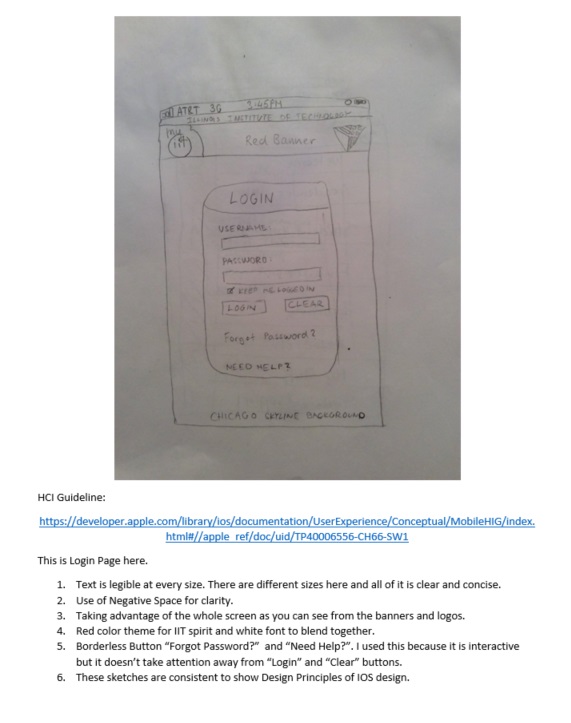 AT&T 3G 3:45PM
ILLINOIS INSTITUTE OF TECHNOLOGY
my
IIT
Red Banner
LOGIN
USERNAME:
PASSWORD:
KEEP ME LOGGED IN
LOGIN CLEAR
Forgot Password?
NEED HELP?
CHICAGO SKYLINE BACKGROUND
HCI Guideline:
https://developer.apple.com/library/ios/documentation/UserExperience/Conceptual/MobileHIG/index.
html#//apple_ref/doc/uid/TP40006556-CH66-SW1
This is Login Page here.
1. Text is legible at every size. There are different sizes here and all of it is clear and concise.
2. Use of Negative Space for clarity.
3. Taking advantage of the whole screen as you can see from the banners and logos.
4. Red color theme for IIT spirit and white font to blend together.
5. Borderless Button “Forgot Password?” and “Need Help?”. I used this because it is interactive
but it doesn’t take attention away from “Login” and “Clear” buttons.
6. These sketches are consistent to show Design Principles of IOS design.